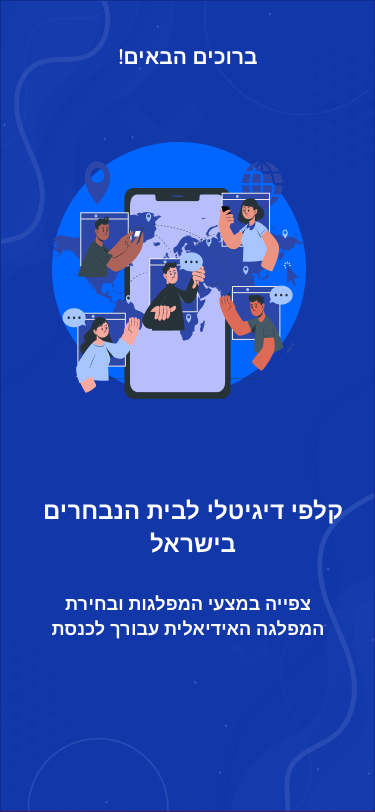 ברוכים הבאים!
קלפי דיגיטלי לבית הנבחרים
בישראל
צפייה במצעי המפלגות ובחירת
המפלגה האידיאלית עבורך לכנסת